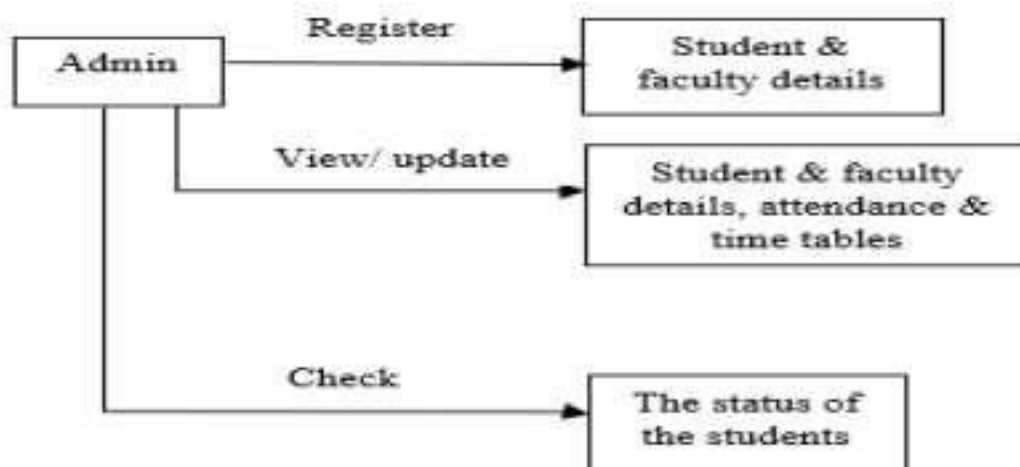 Register
Admin
Student &
faculty details
View/ update
Student & faculty
details, attendance &
time tables
Check
The status of
the students